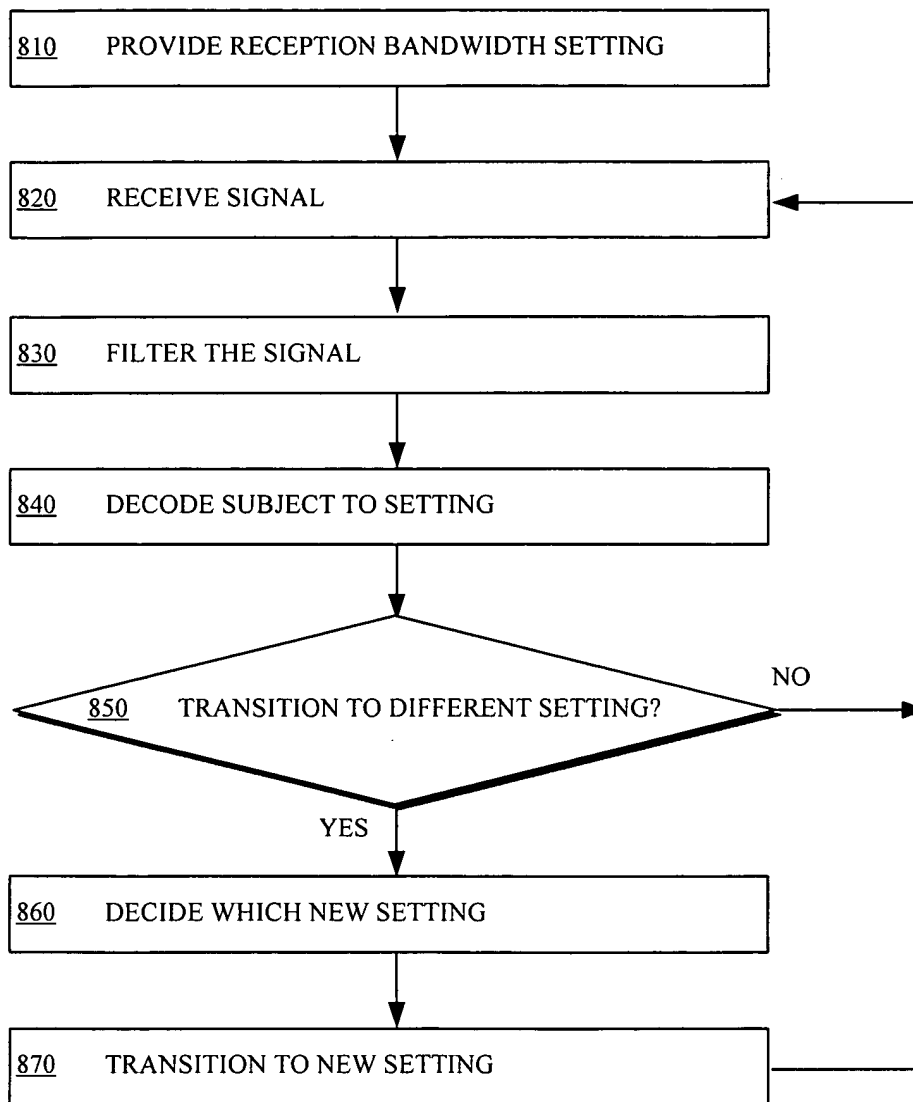 810 PROVIDE RECEPTION BANDWIDTH SETTING
820 RECEIVE SIGNAL
830 FILTER THE SIGNAL
840 DECODE SUBJECT TO SETTING
NO
850 TRANSITION TO DIFFERENT SETTING?
YES
860 DECIDE WHICH NEW SETTING
870 TRANSITION TO NEW SETTING